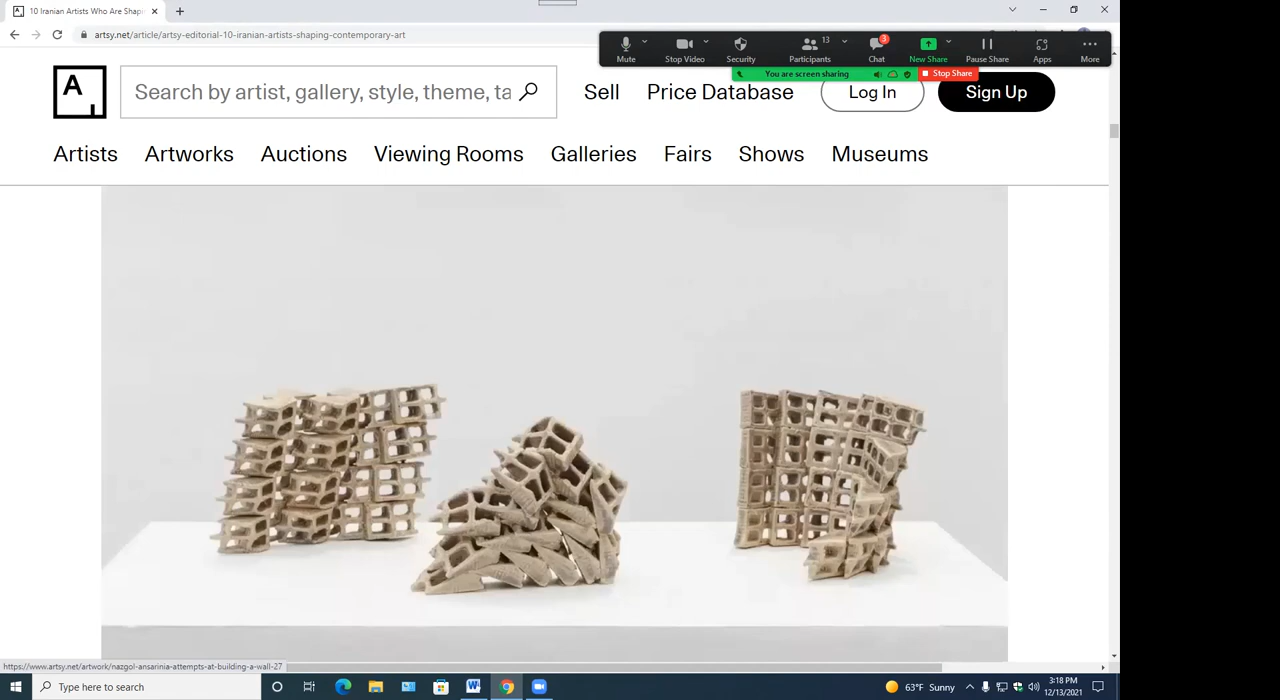 10 Iranian Artists Who Are Shapi
artsy.net/article/artsy-editorial-10-iranian-artists-shaping-contemporary-art
Mute
Stop Video
Security
13
Participants
3
Chat
New Share
Pause Share
Apps
More
You are screen sharing
Stop Share
A
Search by artist, gallery, style, theme, ta
Sell
Price Database
Log In
Sign Up
Artists
Artworks
Auctions
Viewing Rooms
Galleries
Fairs
Shows
Museums
https://www.artsy.net/artwork/nazgol-ansarinia-attempts-at-building-a-wall-27
Type here to search
63°F Sunny
3:18 PM
12/13/2021